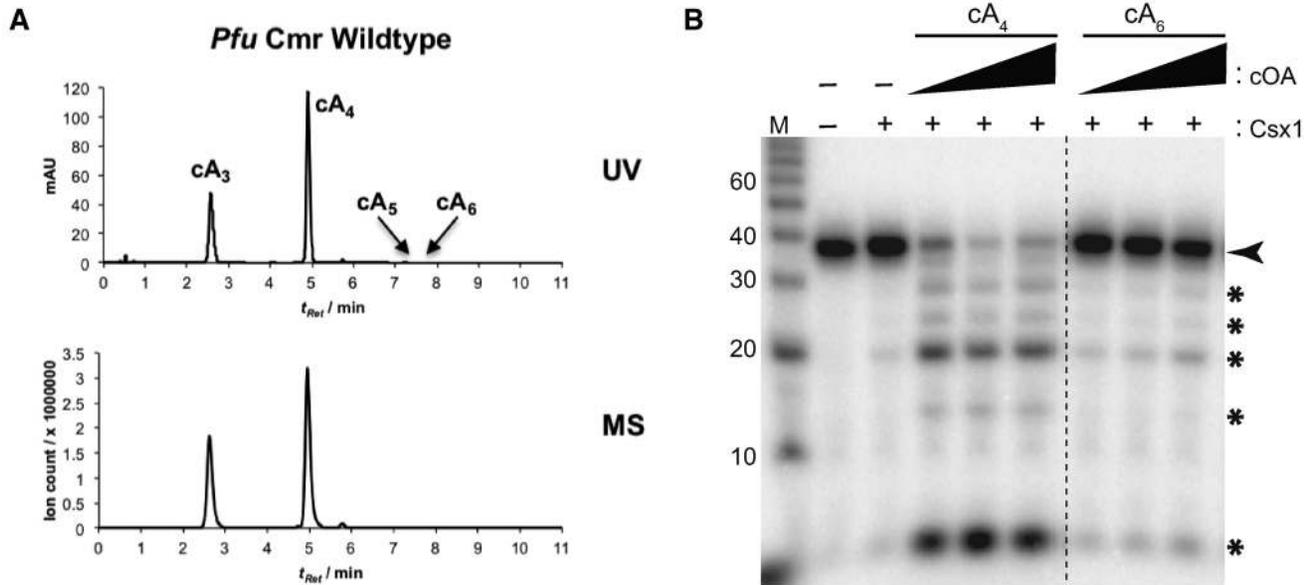 A
Pfu Cmr Wildtype
120
100
80
60
40
20
0
mAU
cA3
cA4
cA5
cA6
0 1 2 3 4 5 6 7 8 9 10 11
tRet / min
UV
3.5
3
2.5
2
1.5
1
0.5
0
Ion count / x 1000000
0 1 2 3 4 5 6 7 8 9 10 11
tRet / min
MS
B
cA4 cA6
– – : cOA
M – + + + + + + + : Csx1
60
40
30
20
10
*
*
*
*
*